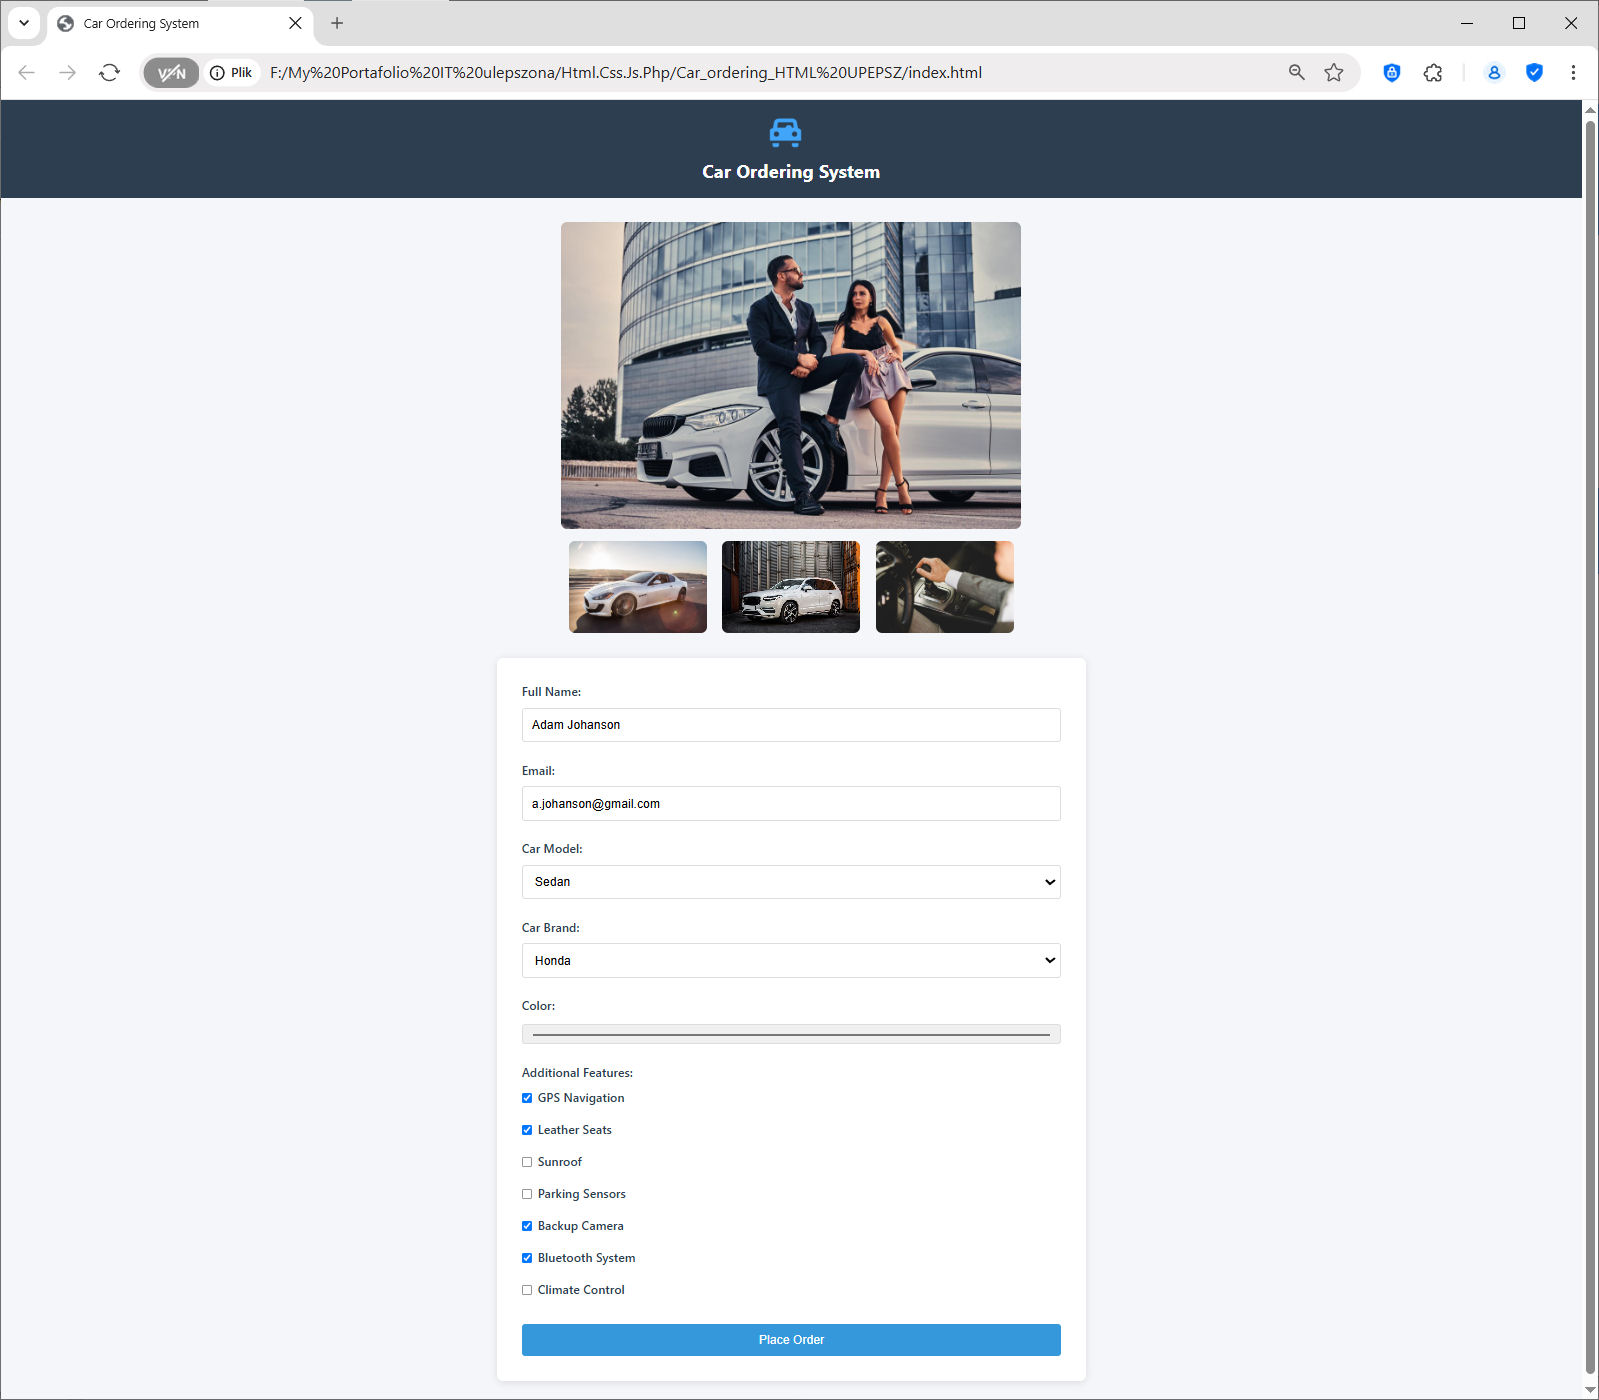 Car Ordering System
VPN
Plik
F:/My%20Portafolio%20IT%20ulepszona/Html.Css.Js.Php/Car_ordering_HTML%20UPEPSZ/index.html
Car Ordering System
Full Name:
Adam Johanson
Email:
a.johanson@gmail.com
Car Model:
Sedan
Car Brand:
Honda
Color:
Additional Features:
GPS Navigation
Leather Seats
Sunroof
Parking Sensors
Backup Camera
Bluetooth System
Climate Control
Place Order